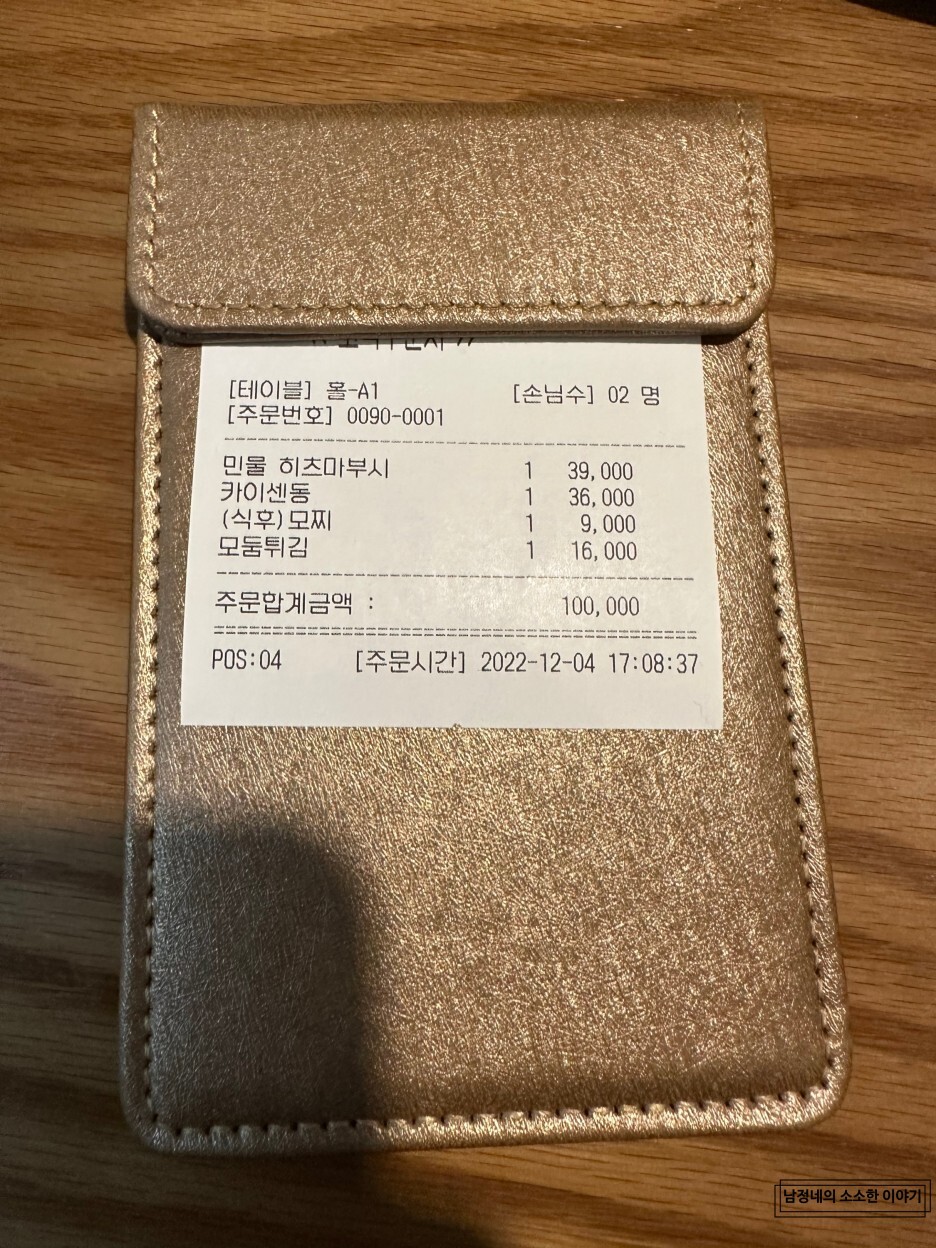 [테이블] 홀-A1 [손님수] 02 명
[주문번호] 0090-0001
민물 히츠마부시 1 39,000
카이센동 1 36,000
(식후)모찌 1 9,000
모둠튀김 1 16,000
주문합계금액 : 100,000
POS:04 [주문시간] 2022-12-04 17:08:37
남정네의 소소한 이야기